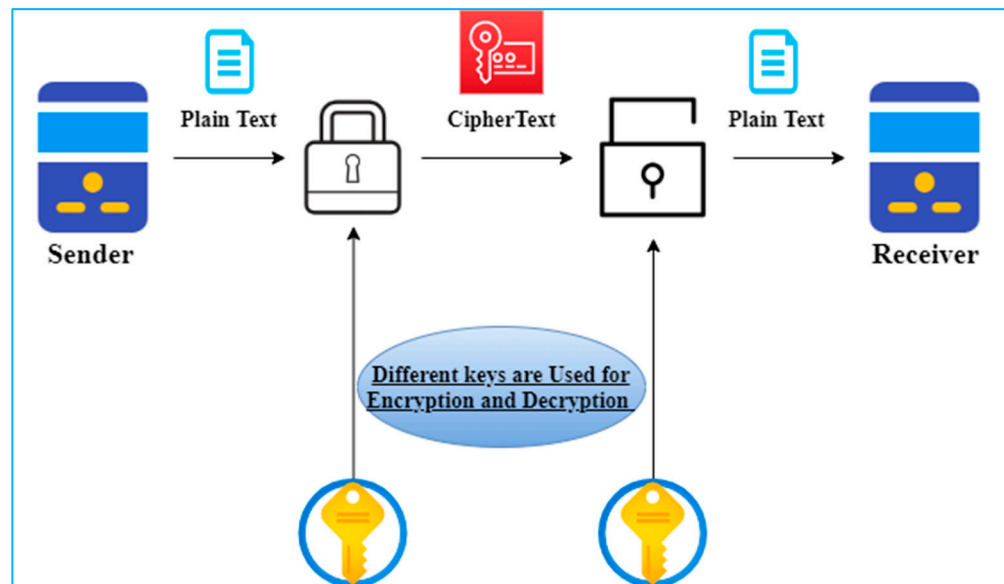 Plain Text
CipherText
Plain Text
Sender
Receiver
Different keys are Used for
Encryption and Decryption